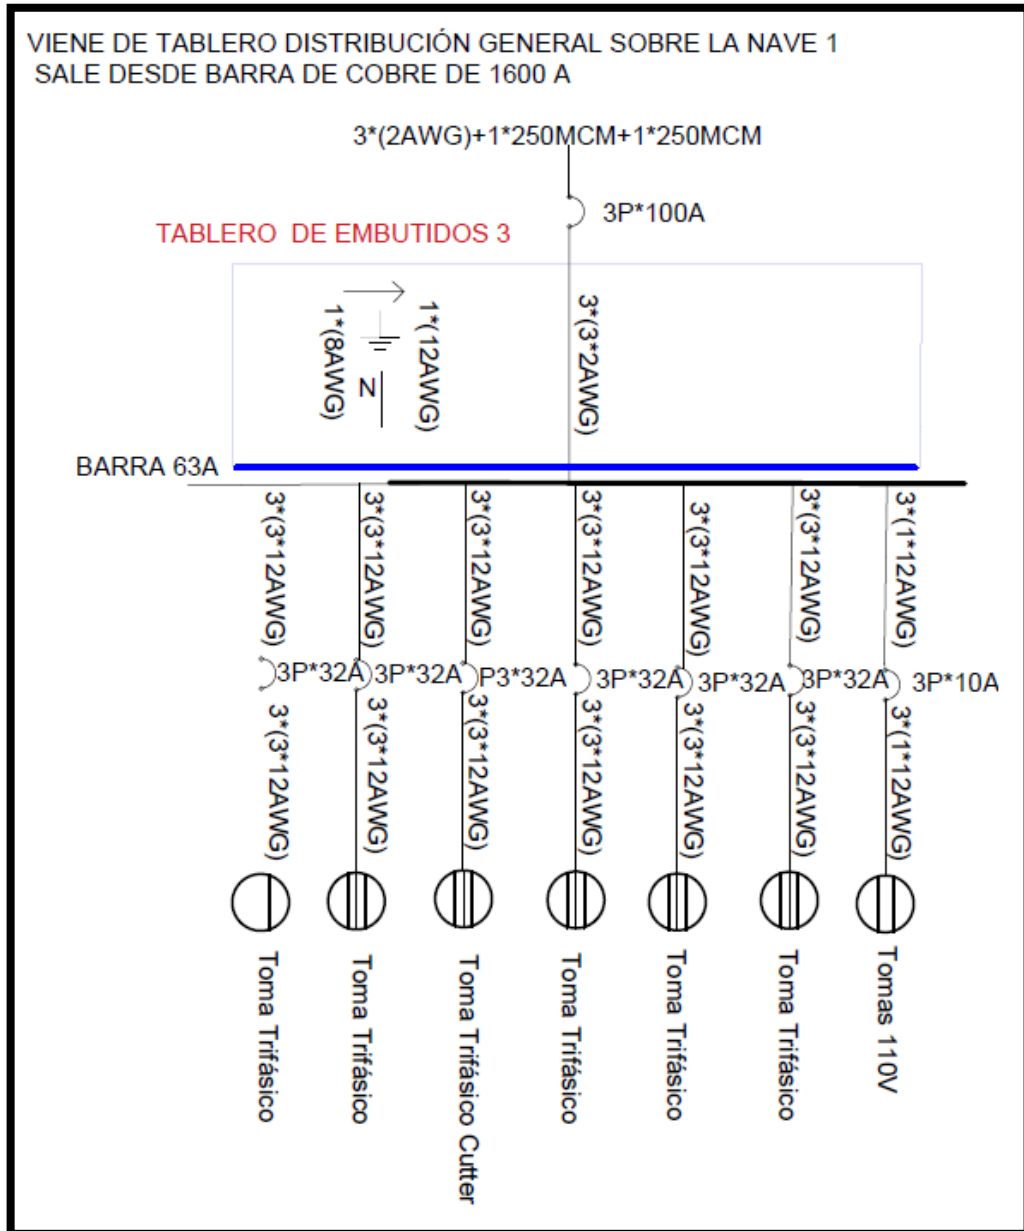 VIENE DE TABLERO DISTRIBUCIÓN GENERAL SOBRE LA NAVE 1
SALE DESDE BARRA DE COBRE DE 1600 A
3*(2AWG)+1*250MCM+1*250MCM
3P*100A
TABLERO DE EMBUTIDOS 3
1*(8AWG)
N
1*(12AWG)
3*(3*2AWG)
BARRA 63A
3*(3*12AWG)
3*(3*12AWG)
3*(3*12AWG)
3*(3*12AWG)
3*(3*12AWG)
3*(3*12AWG)
3*(1*12AWG)
3P*32A
3P*32A
P3*32A
3P*32A
3P*32A
3P*32A
3P*10A
3*(3*12AWG)
3*(3*12AWG)
3*(3*12AWG)
3*(3*12AWG)
3*(3*12AWG)
3*(3*12AWG)
3*(1*12AWG)
Toma Trifásico
Toma Trifásico
Toma Trifásico Cutter
Toma Trifásico
Toma Trifásico
Toma Trifásico
Tomas 110V